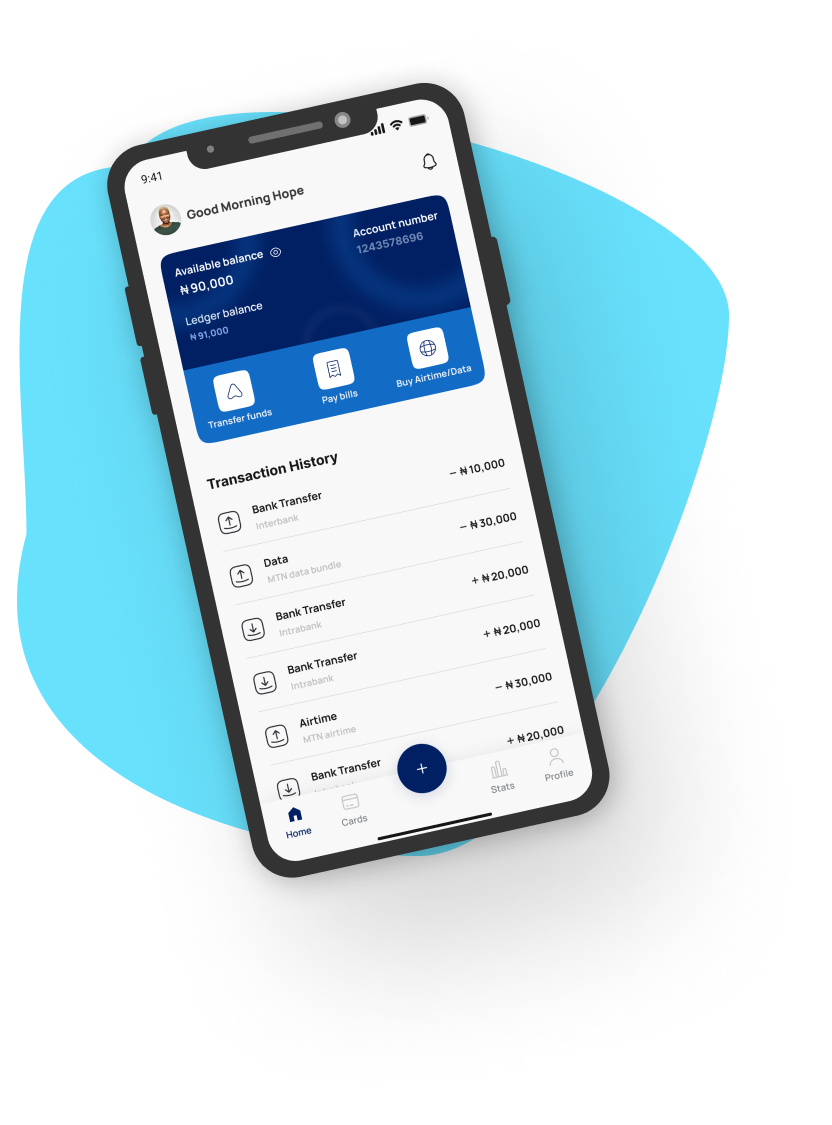 9:41
Good Morning Hope
Available balance
Account number
₦90,000
1243578696
Ledger balance
₦91,000
Transfer funds
Pay bills
Buy Airtime/Data
Transaction History
Bank Transfer
− ₦10,000
Interbank
Data
− ₦30,000
MTN data bundle
Bank Transfer
+ ₦20,000
Intrabank
Bank Transfer
+ ₦20,000
Intrabank
Airtime
− ₦30,000
MTN airtime
Bank Transfer
+ ₦20,000
Home
Cards
+
Stats
Profile